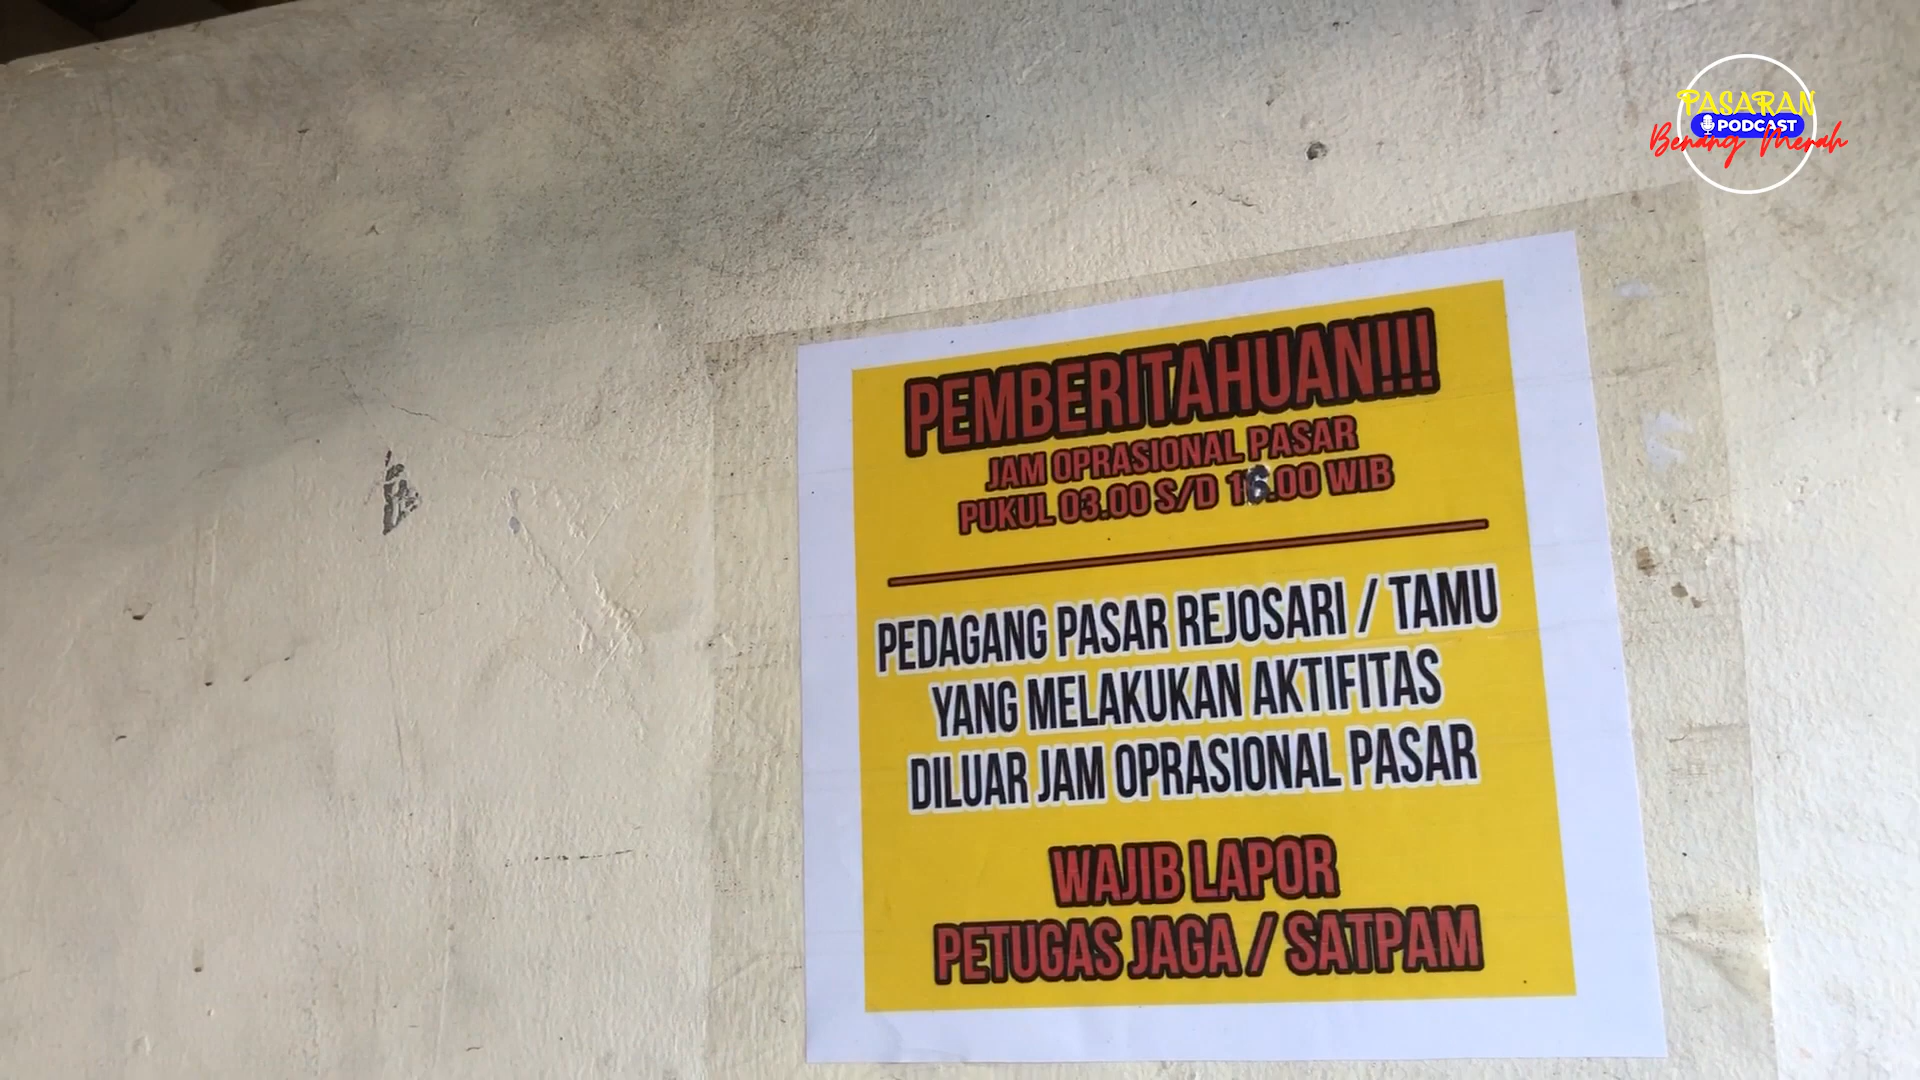 PASARAN
PODCAST
Benang Merah
PEMBERITAHUAN!!!
JAM OPRASIONAL PASAR
PUKUL 03.00 S/D 16.00 WIB
PEDAGANG PASAR REJOSARI / TAMU
YANG MELAKUKAN AKTIFITAS
DILUAR JAM OPRASIONAL PASAR
WAJIB LAPOR
PETUGAS JAGA / SATPAM